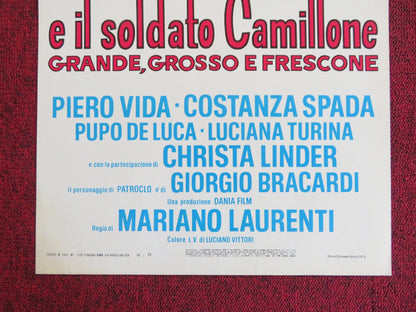 e il soldato Camillone
GRANDE, GROSSO E FRESCONE
PIERO VIDA · COSTANZA SPADA
PUPO DE LUCA · LUCIANA TURINA
e con la partecipazione di CHRISTA LINDER
il personaggio di PATROCLO è di GIORGIO BRACARDI
Una produzione DANIA FILM
Regia di MARIANO LAURENTI
Colore L.V. di LUCIANO VITTORI